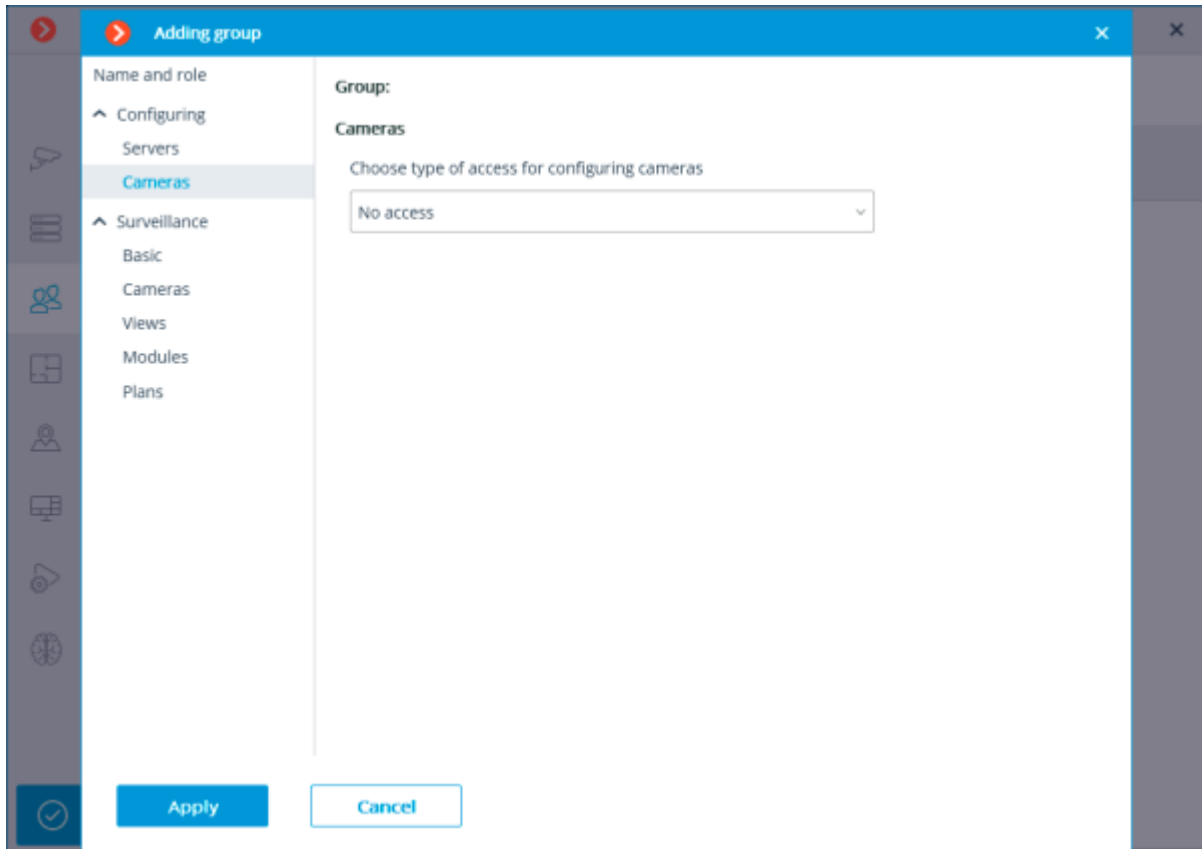 Adding group
Name and role
Configuring
Servers
Cameras
Surveillance
Basic
Cameras
Views
Modules
Plans
Group:
Cameras
Choose type of access for configuring cameras
No access
Apply
Cancel